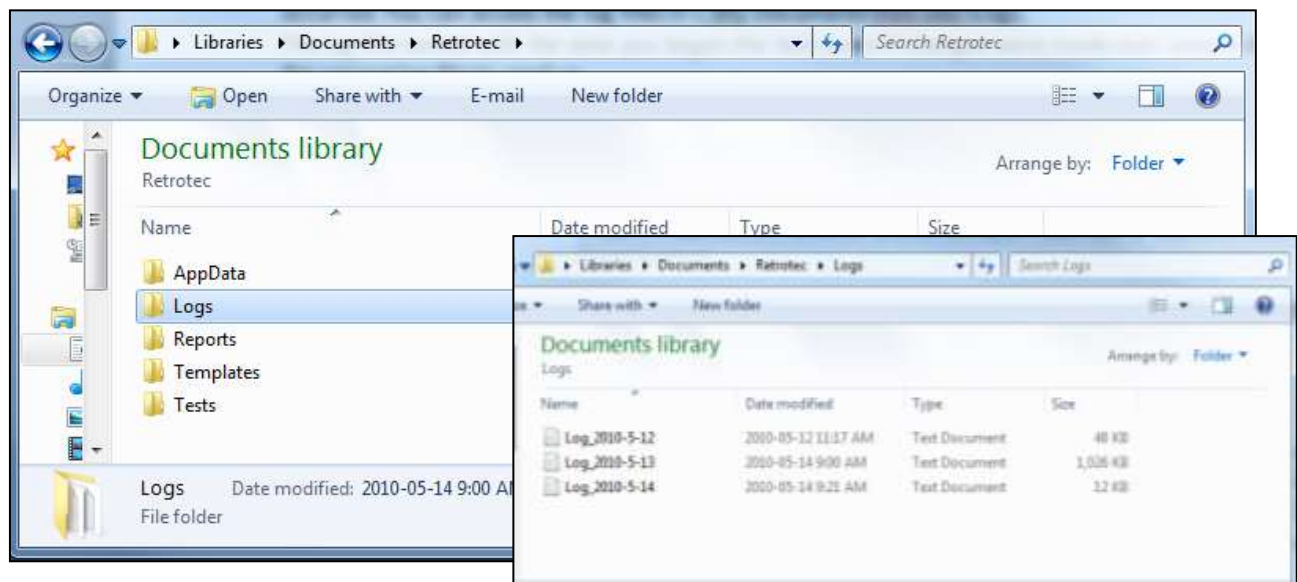 Libraries ▸ Documents ▸ Retrotec ▸ Search Retrotec
Organize Open Share with E-mail New folder
Documents library
Retrotec
Arrange by: Folder
Name Date modified Type Size
AppData
Logs
Reports
Templates
Tests
Logs Date modified: 2010-05-14 9:00 AM
File folder
Libraries ▸ Documents ▸ Retrotec ▸ Logs Search Logs
Share with New folder
Documents library
Logs
Arrange by: Folder
Name Date modified Type Size
Log_2010-5-12 2010-05-12 11:17 AM Text Document 48 KB
Log_2010-5-13 2010-05-14 9:00 AM Text Document 1,026 KB
Log_2010-5-14 2010-05-14 9:21 AM Text Document 12 KB